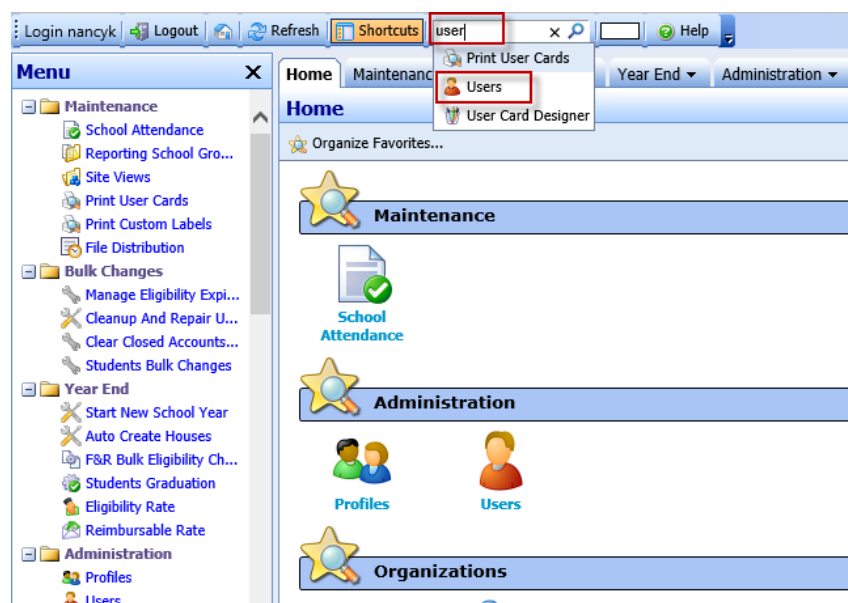 Login nancyk Logout Refresh Shortcuts user x Help
Print User Cards
Users
User Card Designer
Menu X
Home Maintenanc Year End Administration
Home
Organize Favorites...
Maintenance
School Attendance
Reporting School Gro...
Site Views
Print User Cards
Print Custom Labels
File Distribution
Bulk Changes
Manage Eligibility Expi...
Cleanup And Repair U...
Clear Closed Accounts...
Students Bulk Changes
Year End
Start New School Year
Auto Create Houses
F&R Bulk Eligibility Ch...
Students Graduation
Eligibility Rate
Reimbursable Rate
Administration
Profiles
Users
Maintenance
School
Attendance
Administration
Profiles Users
Organizations